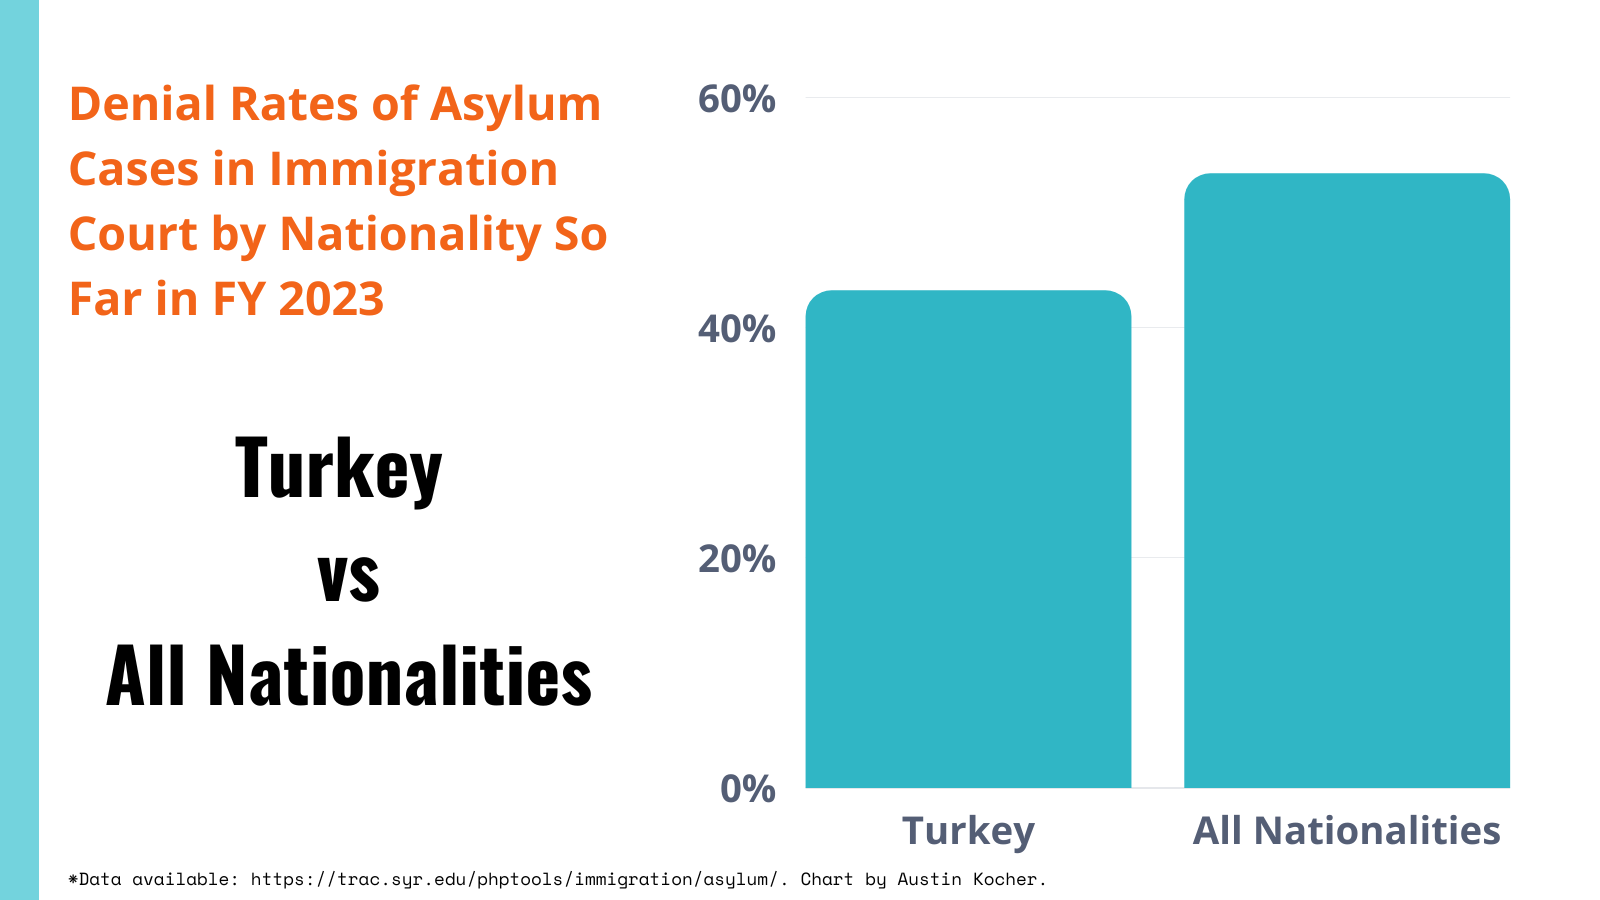 Denial Rates of Asylum
Cases in Immigration
Court by Nationality So
Far in FY 2023
Turkey
vs
All Nationalities
60%
40%
20%
0%
Turkey
All Nationalities
*Data available: https://trac.syr.edu/phptools/immigration/asylum/. Chart by Austin Kocher.